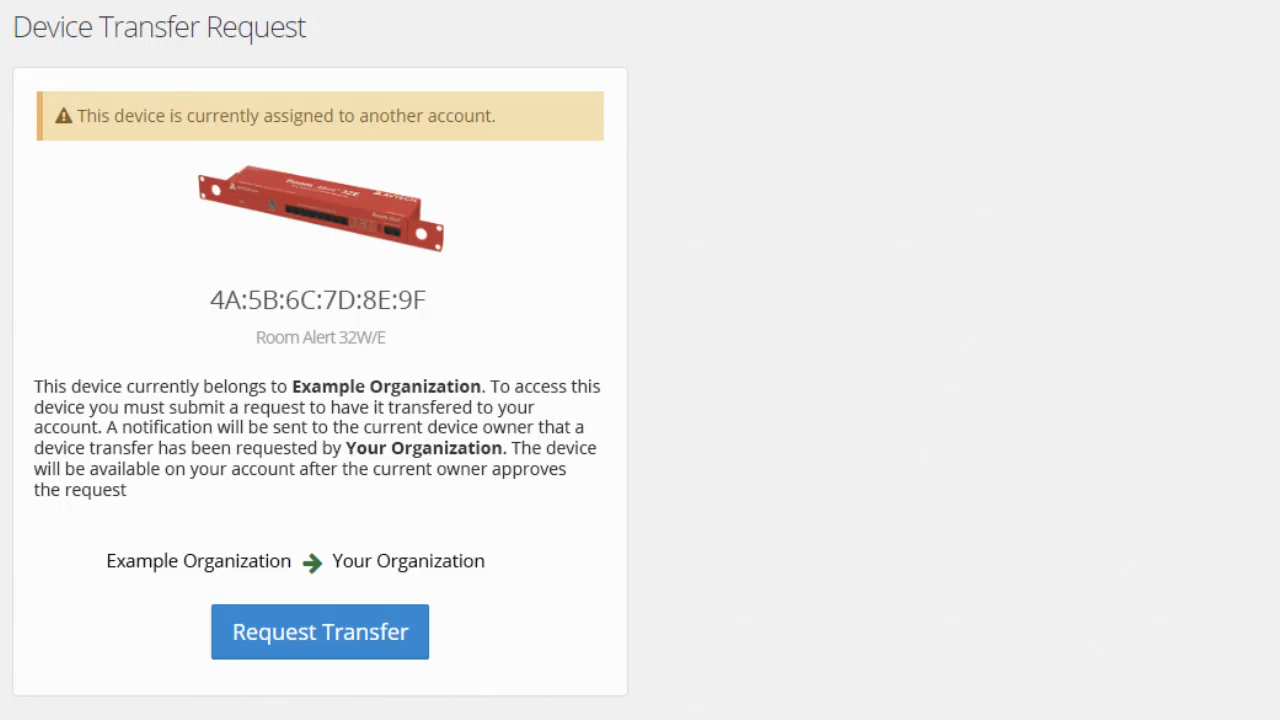 Device Transfer Request
This device is currently assigned to another account.
Room Alert 32E
AVTECH
4A:5B:6C:7D:8E:9F
Room Alert 32W/E
This device currently belongs to Example Organization. To access this
device you must submit a request to have it transfered to your
account. A notification will be sent to the current device owner that a
device transfer has been requested by Your Organization. The device
will be available on your account after the current owner approves
the request
Example Organization Your Organization
Request Transfer